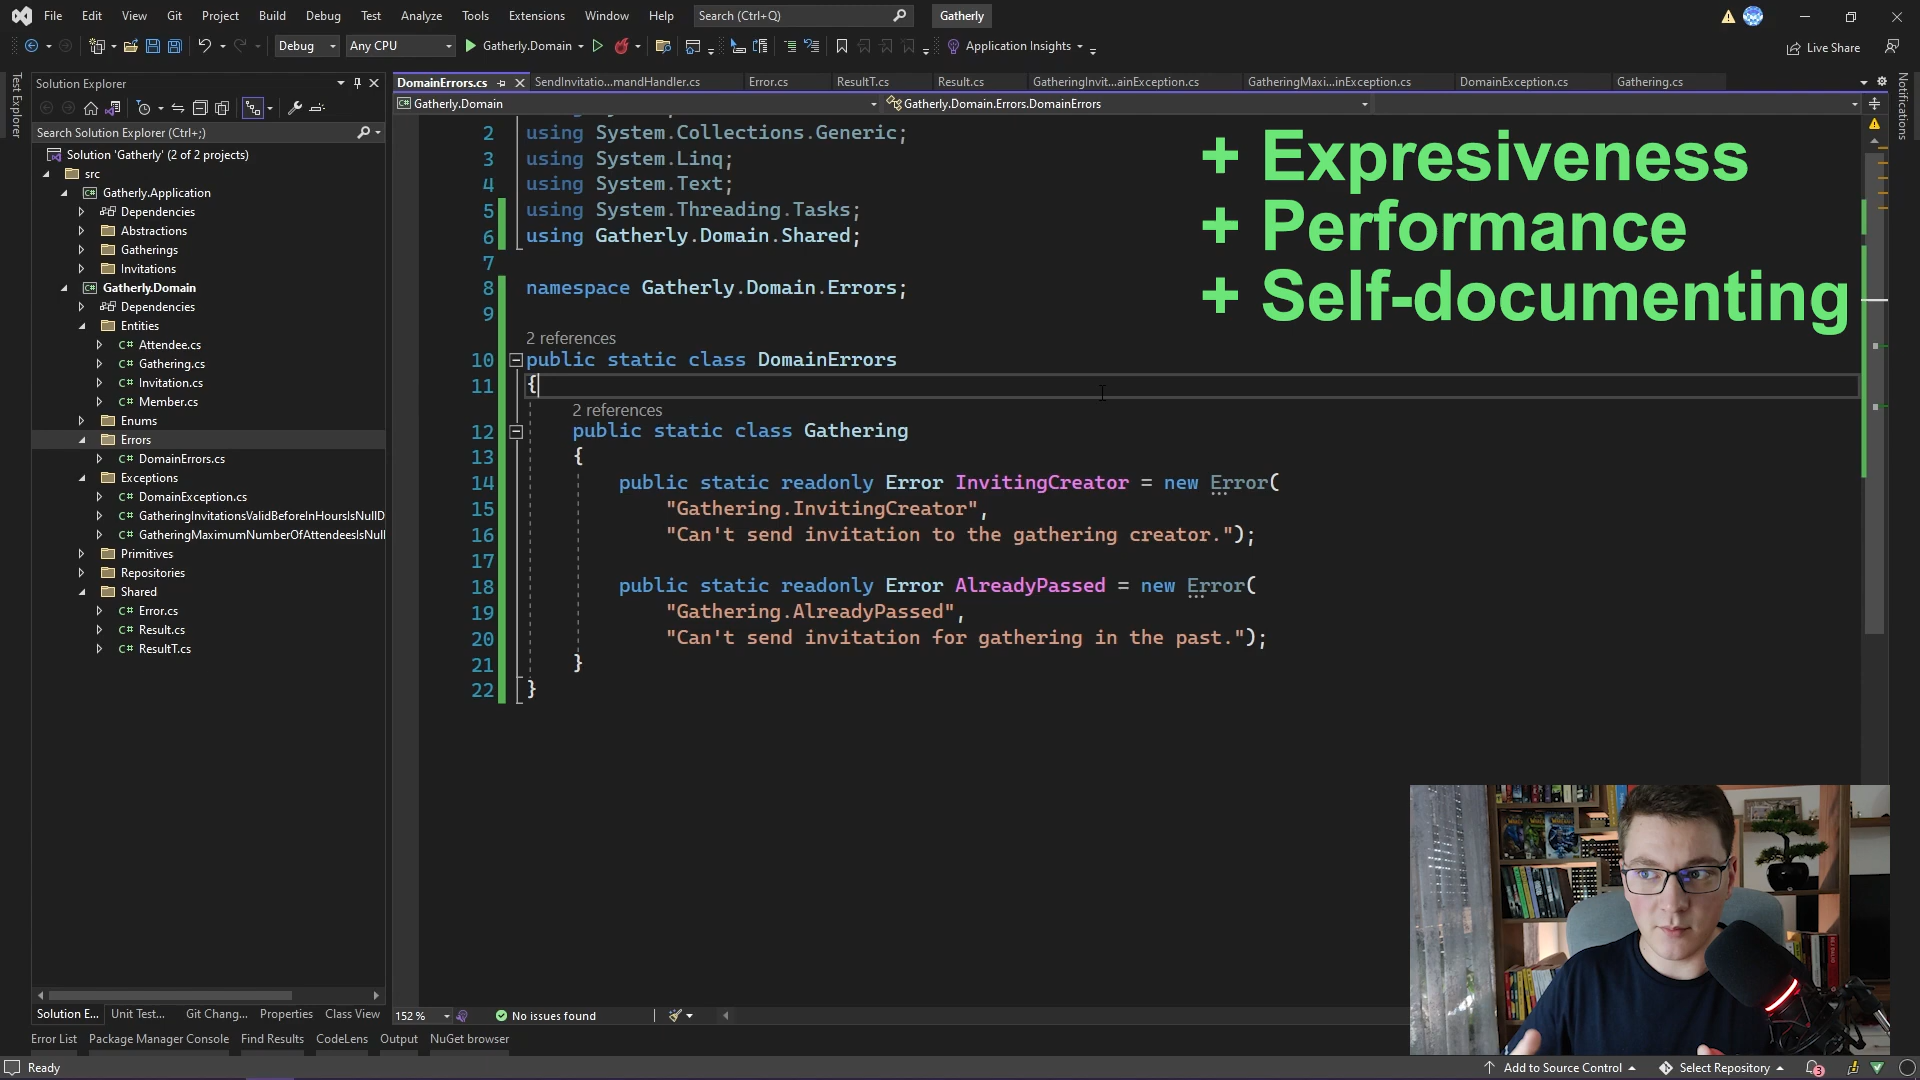 File Edit View Git Project Build Debug Test Analyze Tools Extensions Window Help Search (Ctrl+Q) Gatherly
Debug Any CPU Gatherly.Domain Application Insights Live Share
Test Explorer
Solution Explorer
Search Solution Explorer (Ctrl+;)
Solution 'Gatherly' (2 of 2 projects)
src
Gatherly.Application
Dependencies
Abstractions
Gatherings
Invitations
Gatherly.Domain
Dependencies
Entities
C# Attendee.cs
C# Gathering.cs
C# Invitation.cs
C# Member.cs
Enums
Errors
C# DomainErrors.cs
Exceptions
C# DomainException.cs
C# GatheringInvitationsValidBeforeInHoursIsNullD
C# GatheringMaximumNumberOfAttendeesIsNull
Primitives
Repositories
Shared
C# Error.cs
C# Result.cs
C# ResultT.cs
Solution E... Unit Test... Git Chang... Properties Class View
DomainErrors.cs SendInvitatio...mandHandler.cs Error.cs ResultT.cs Result.cs GatheringInvit...ainException.cs GatheringMaxi...inException.cs DomainException.cs Gathering.cs
C# Gatherly.Domain Gatherly.Domain.Errors.DomainErrors
Notifications
2 using System.Collections.Generic;
3 using System.Linq;
4 using System.Text;
5 using System.Threading.Tasks;
6 using Gatherly.Domain.Shared;
7
8 namespace Gatherly.Domain.Errors;
9
2 references
10 public static class DomainErrors
11 {
2 references
12 public static class Gathering
13 {
14 public static readonly Error InvitingCreator = new Error(
15 "Gathering.InvitingCreator",
16 "Can't send invitation to the gathering creator.");
17
18 public static readonly Error AlreadyPassed = new Error(
19 "Gathering.AlreadyPassed",
20 "Can't send invitation for gathering in the past.");
21 }
22 }
+ Expresiveness
+ Performance
+ Self-documenting
152 % No issues found
Error List Package Manager Console Find Results CodeLens Output NuGet browser
Ready Add to Source Control Select Repository 3